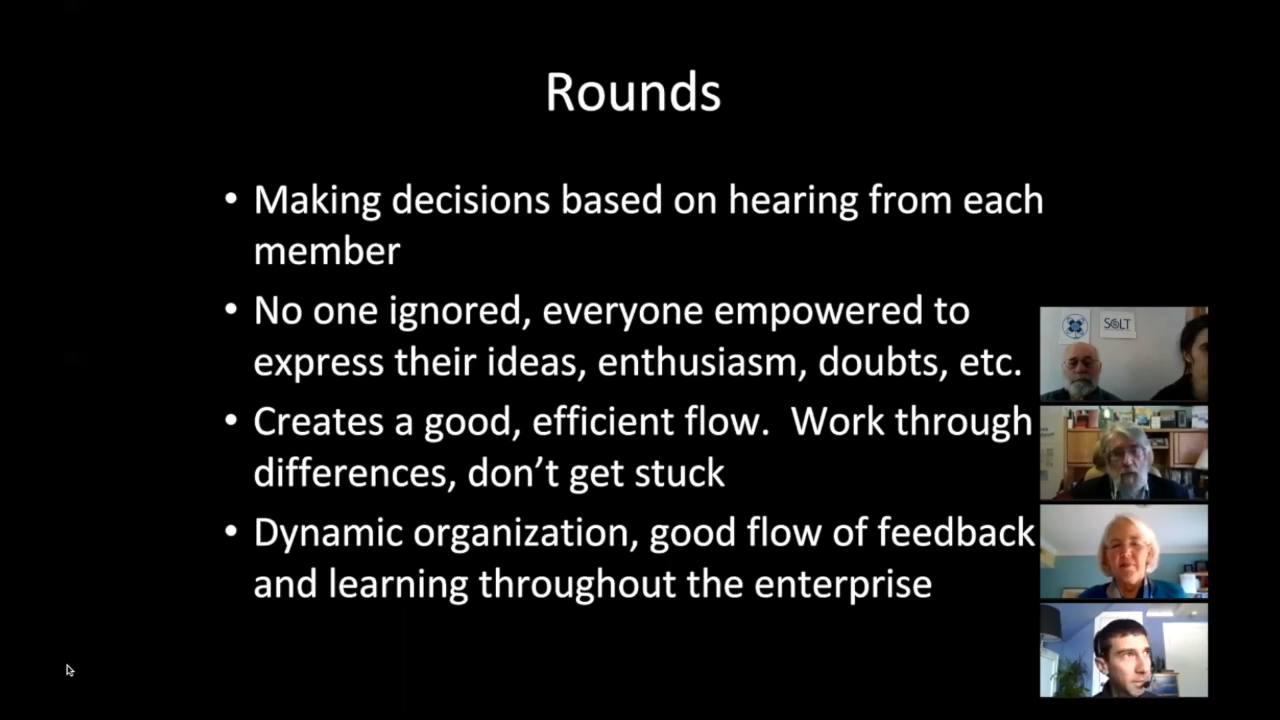 Rounds
• Making decisions based on hearing from each
member
• No one ignored, everyone empowered to
express their ideas, enthusiasm, doubts, etc.
• Creates a good, efficient flow.  Work through
differences, don’t get stuck
• Dynamic organization, good flow of feedback
and learning throughout the enterprise
SOLT